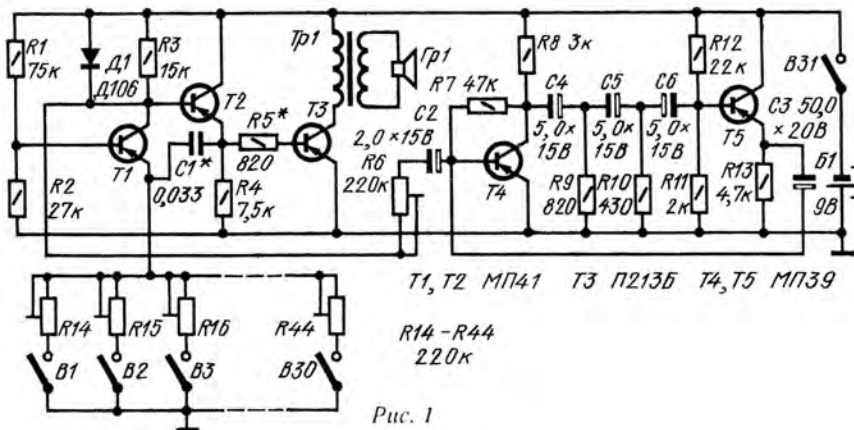 R1
75к
Д1
Д106
R3
15к
T2
T1
C1*
0,033
R2
27к
R5*
820
R4
7,5к
T3
Тр1
Гр1
R8 3к
R7 47к
C2
2,0×15В
R6
220к
T4
C4
5,0×
15В
C5
5,0×
15В
C6
5,0×
15В
R9
820
R10
430
R11
2к
R12
22к
T5
C3 50,0
×20В
R13
4,7к
В31
Б1
9В
T1, T2 МП41 T3 П213Б T4, T5 МП39
R14
R15
R16
R44
В1
В2
В3
В30
R14–R44
220к
Рис. 1